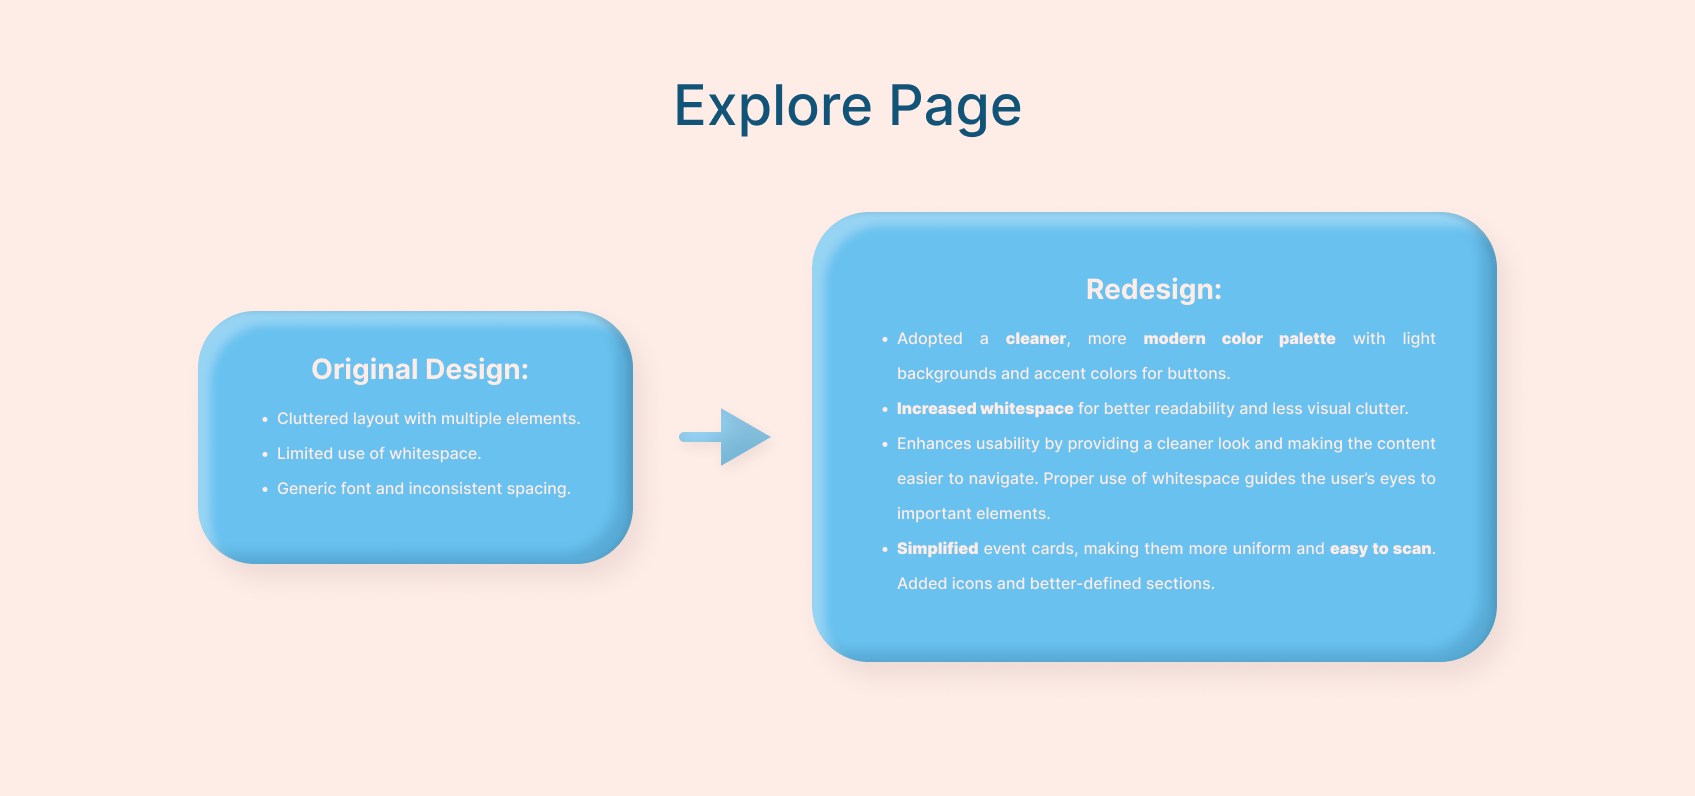 Explore Page
Original Design:
• Cluttered layout with multiple elements.
• Limited use of whitespace.
• Generic font and inconsistent spacing.
Redesign:
• Adopted a cleaner, more modern color palette with light
backgrounds and accent colors for buttons.
• Increased whitespace for better readability and less visual clutter.
• Enhances usability by providing a cleaner look and making the content
easier to navigate. Proper use of whitespace guides the user’s eyes to
important elements.
• Simplified event cards, making them more uniform and easy to scan.
Added icons and better-defined sections.